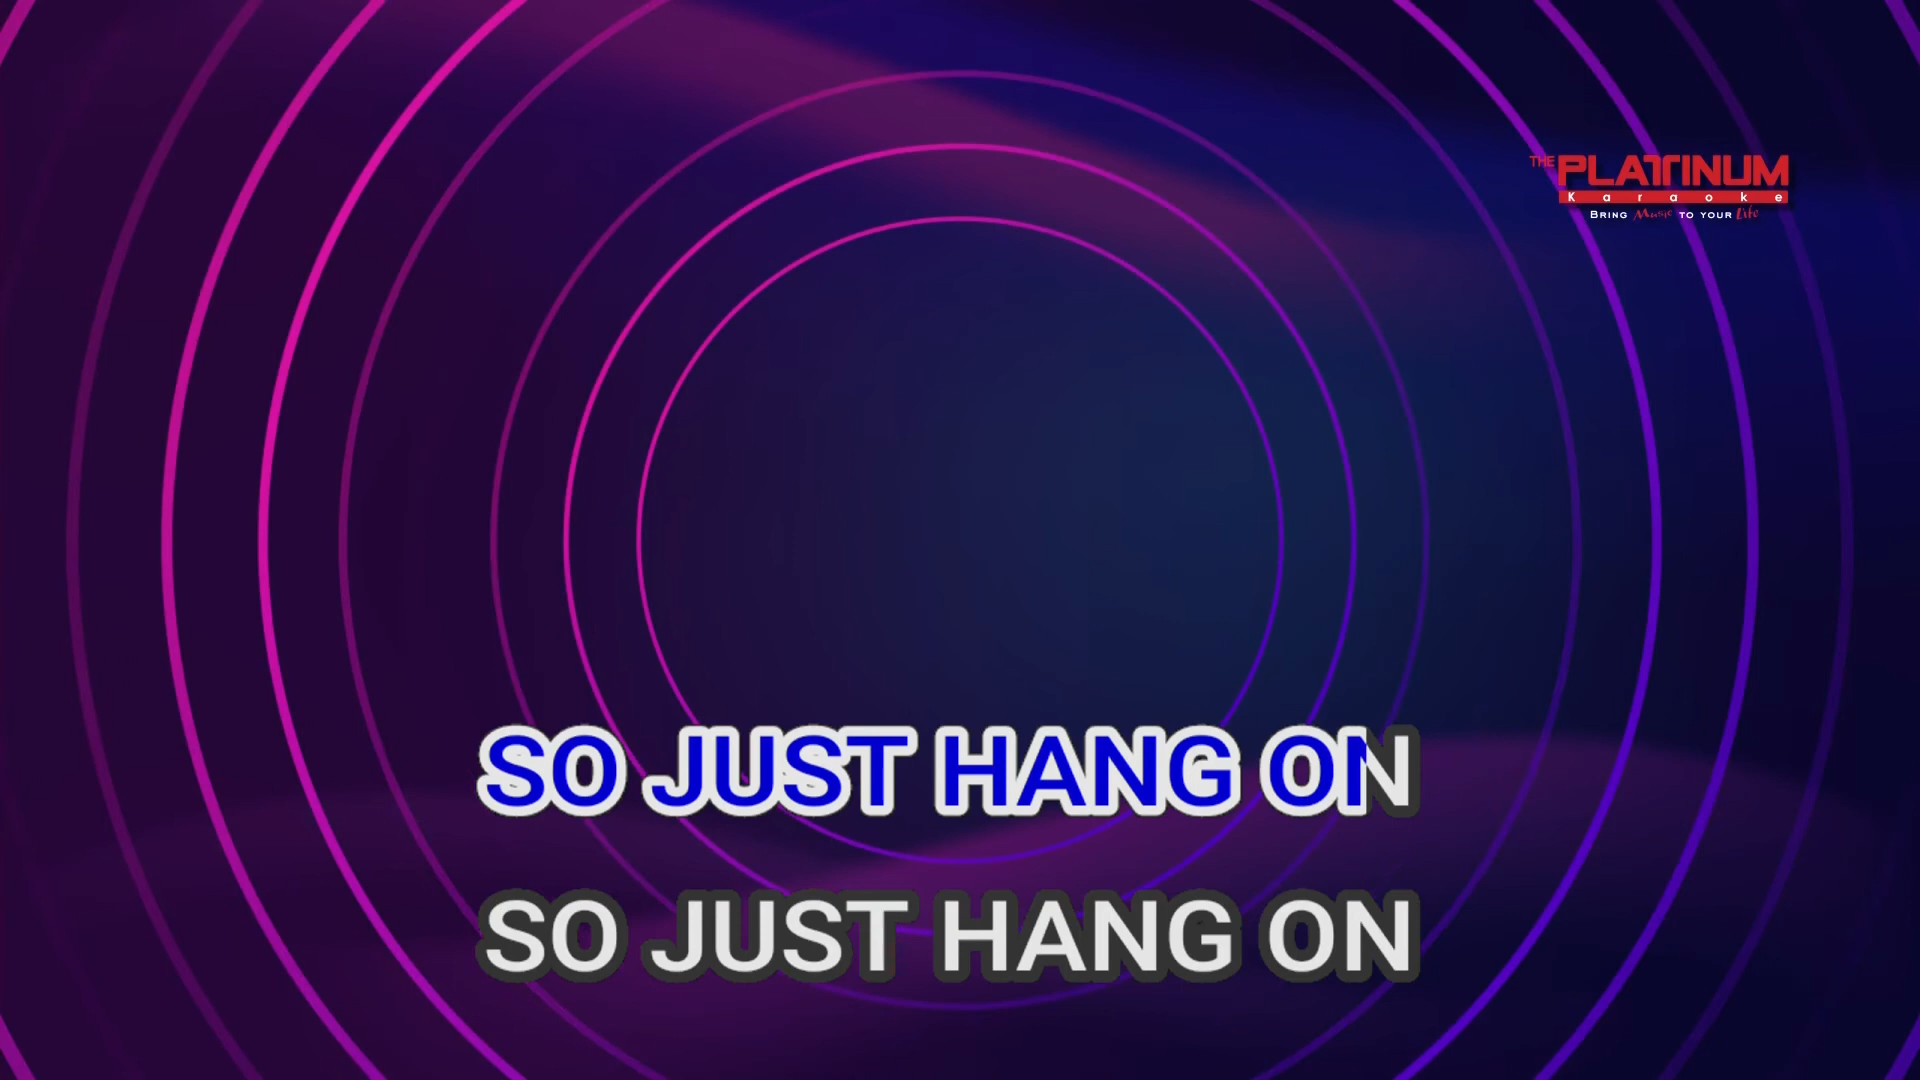 THE PLATINUM
Karaoke
BRING Music TO YOUR Life
SO JUST HANG ON
SO JUST HANG ON